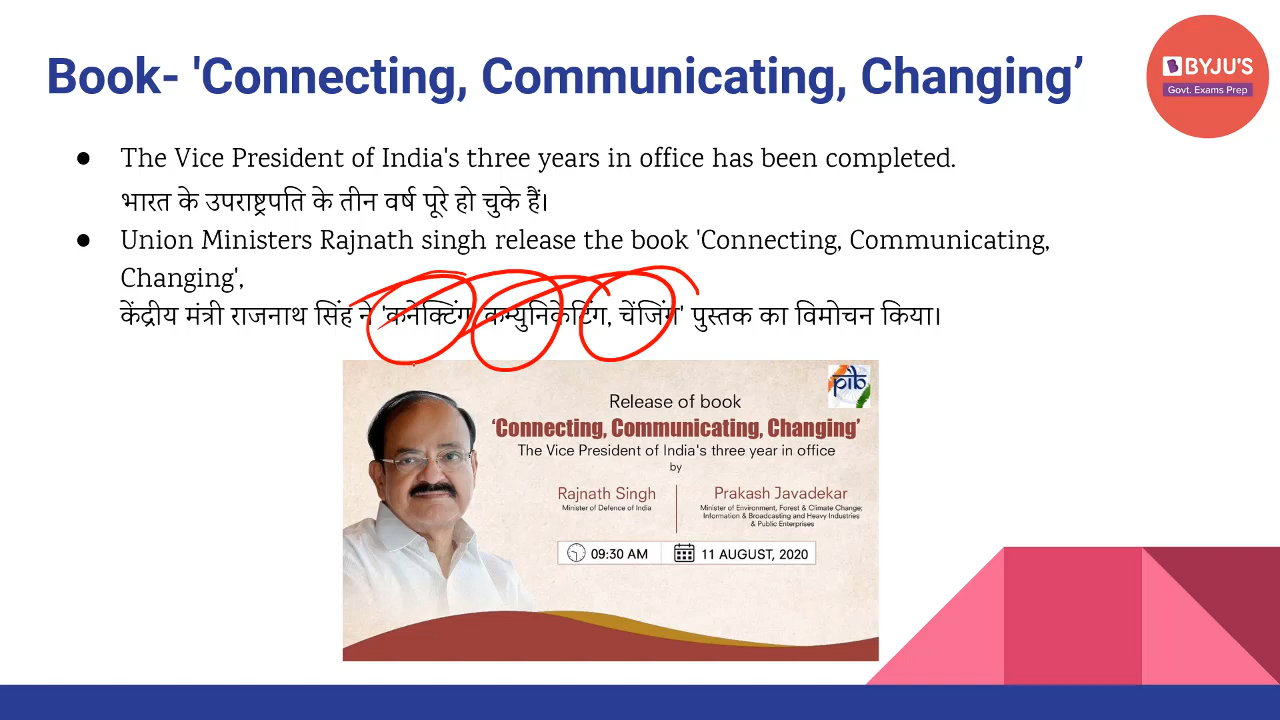 Book- 'Connecting, Communicating, Changing’
BYJU'S
Govt. Exams Prep
The Vice President of India's three years in office has been completed.
भारत के उपराष्ट्रपति के तीन वर्ष पूरे हो चुके हैं।
Union Ministers Rajnath singh release the book 'Connecting, Communicating,
Changing',
केंद्रीय मंत्री राजनाथ सिंह ने 'कनेक्टिंग, कम्युनिकेटिंग, चेंजिंग' पुस्तक का विमोचन किया।
pib
Release of book
‘Connecting, Communicating, Changing’
The Vice President of India's three year in office
by
Rajnath Singh
Minister of Defence of India
Prakash Javadekar
Minister of Environment, Forest & Climate Change;
Information & Broadcasting and Heavy Industries
& Public Enterprises
09:30 AM
11 AUGUST, 2020